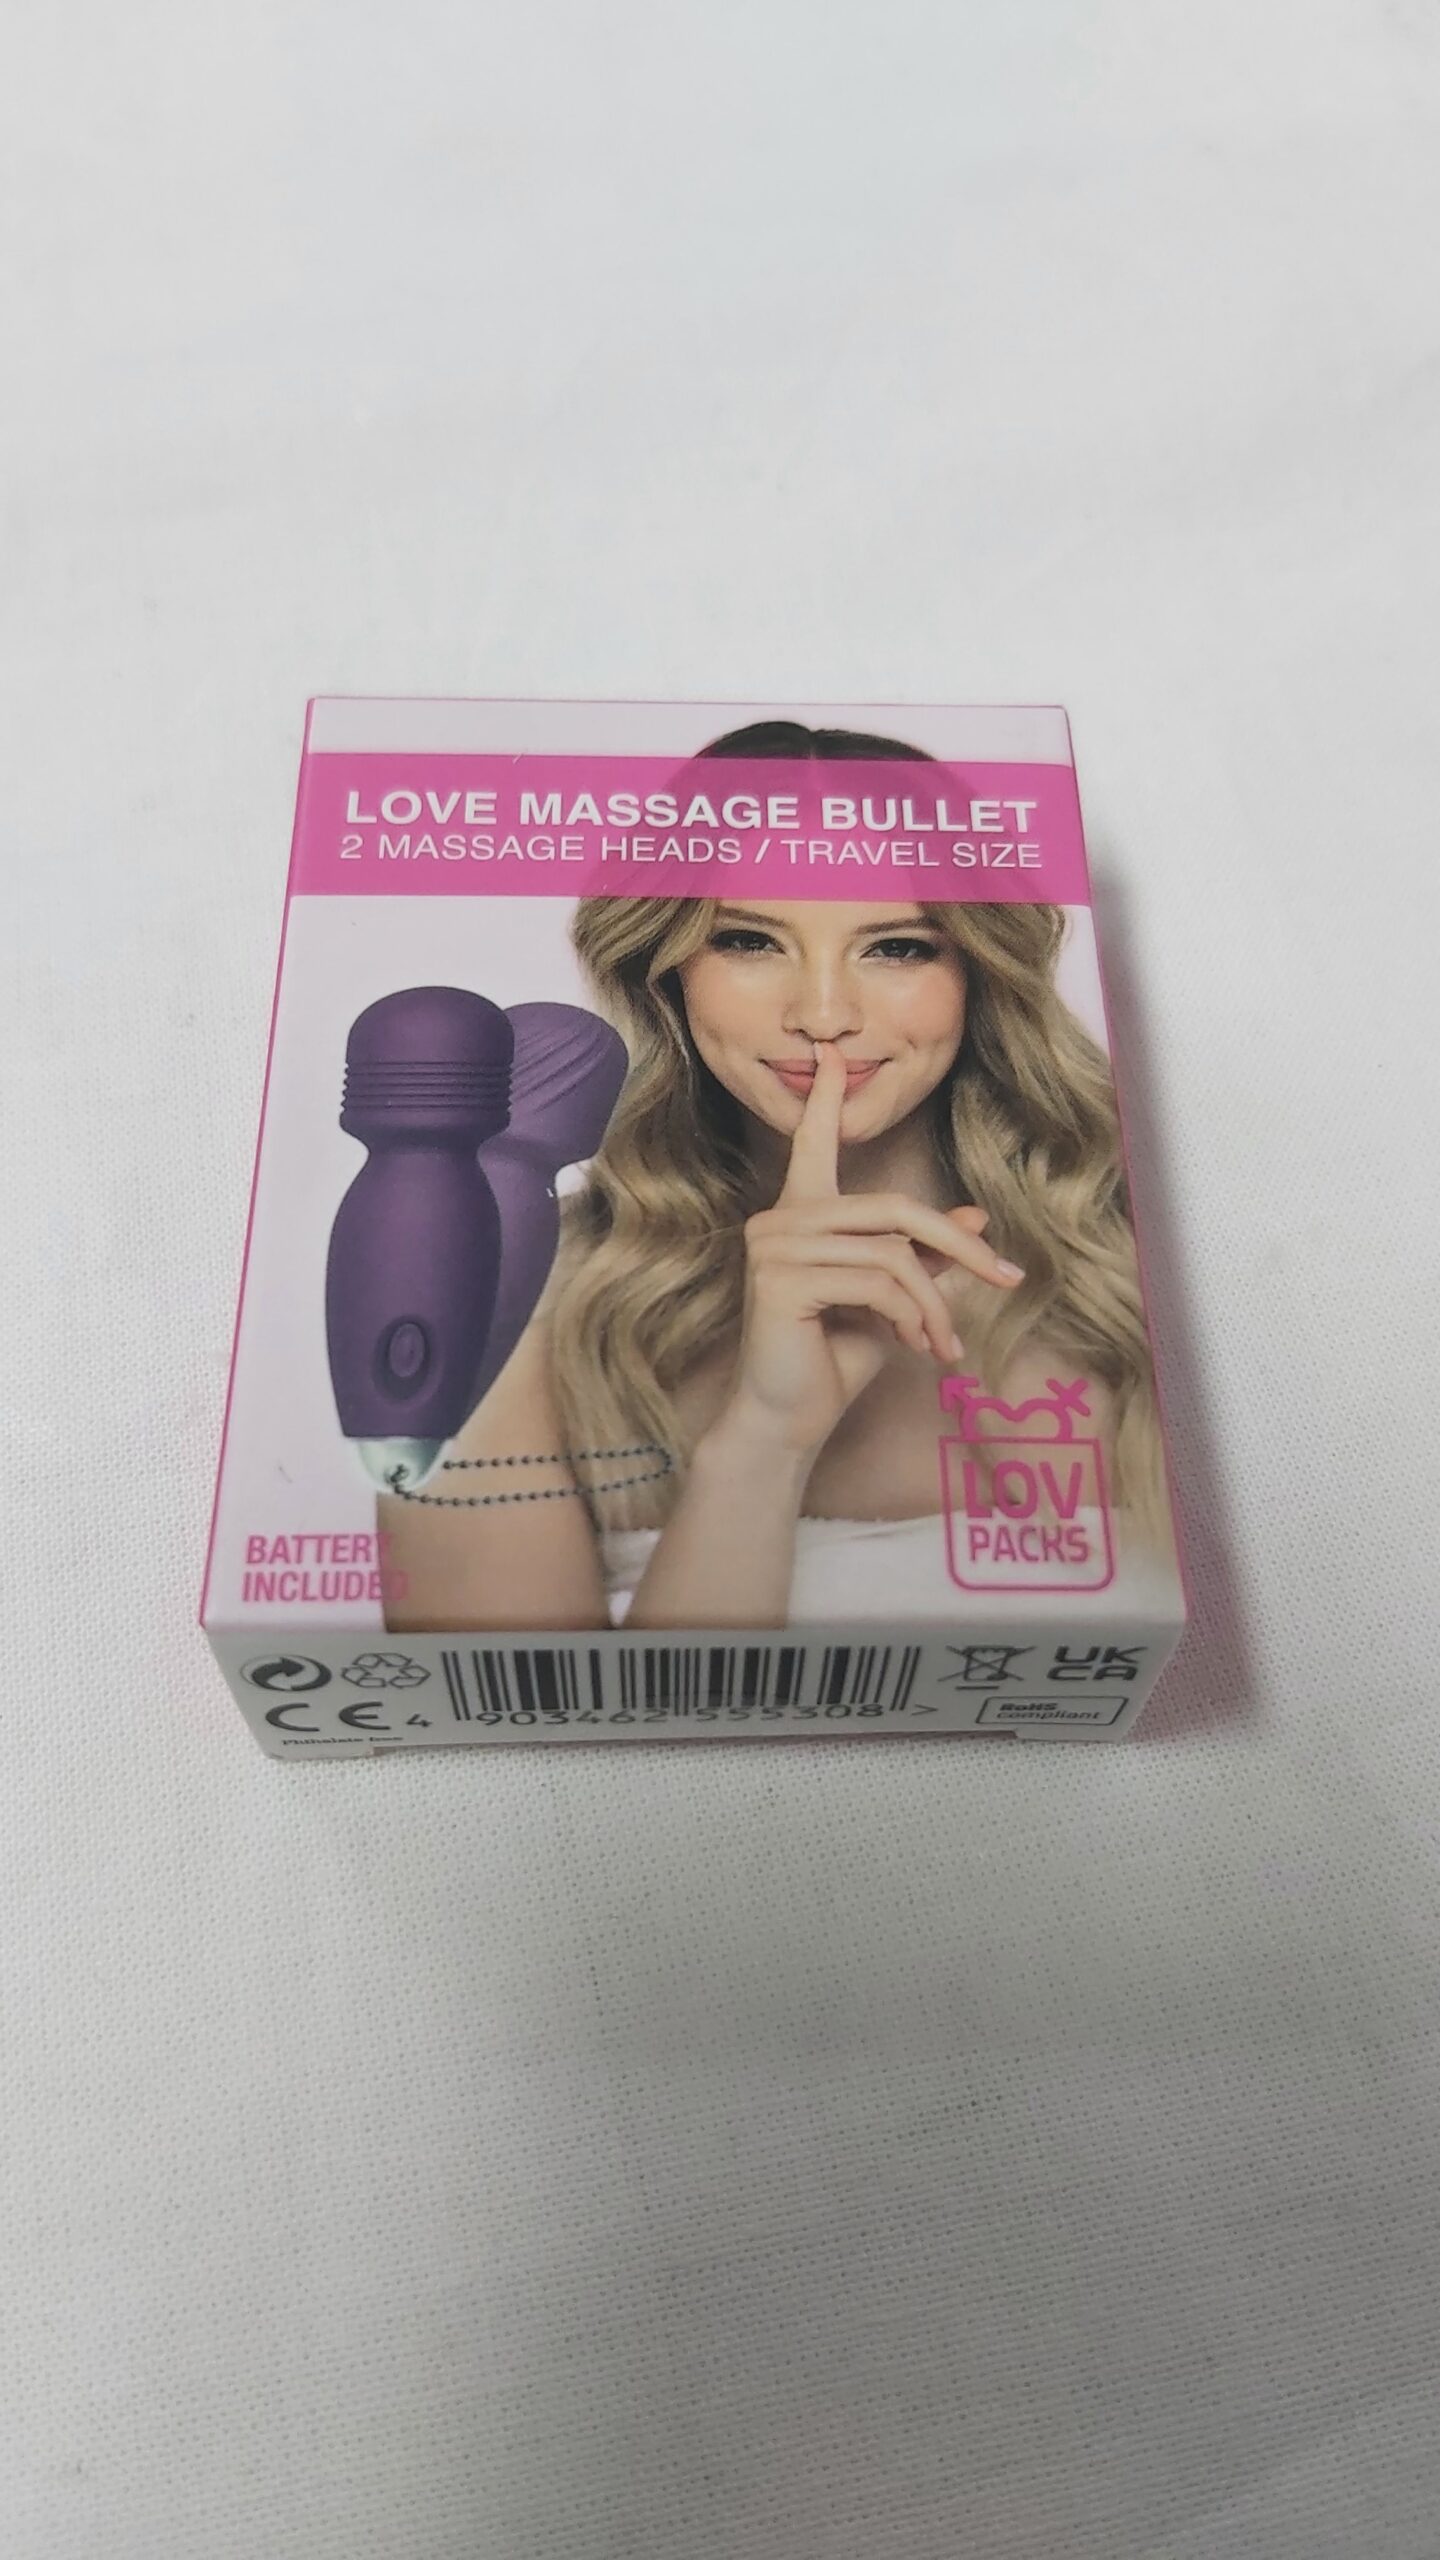 LOVE MASSAGE BULLET
2 MASSAGE HEADS / TRAVEL SIZE
LOV
PACKS
BATTERY
INCLUDED
UK
CA
CE
4 903462 555308 >
RoHS
compliant
Phthalate free